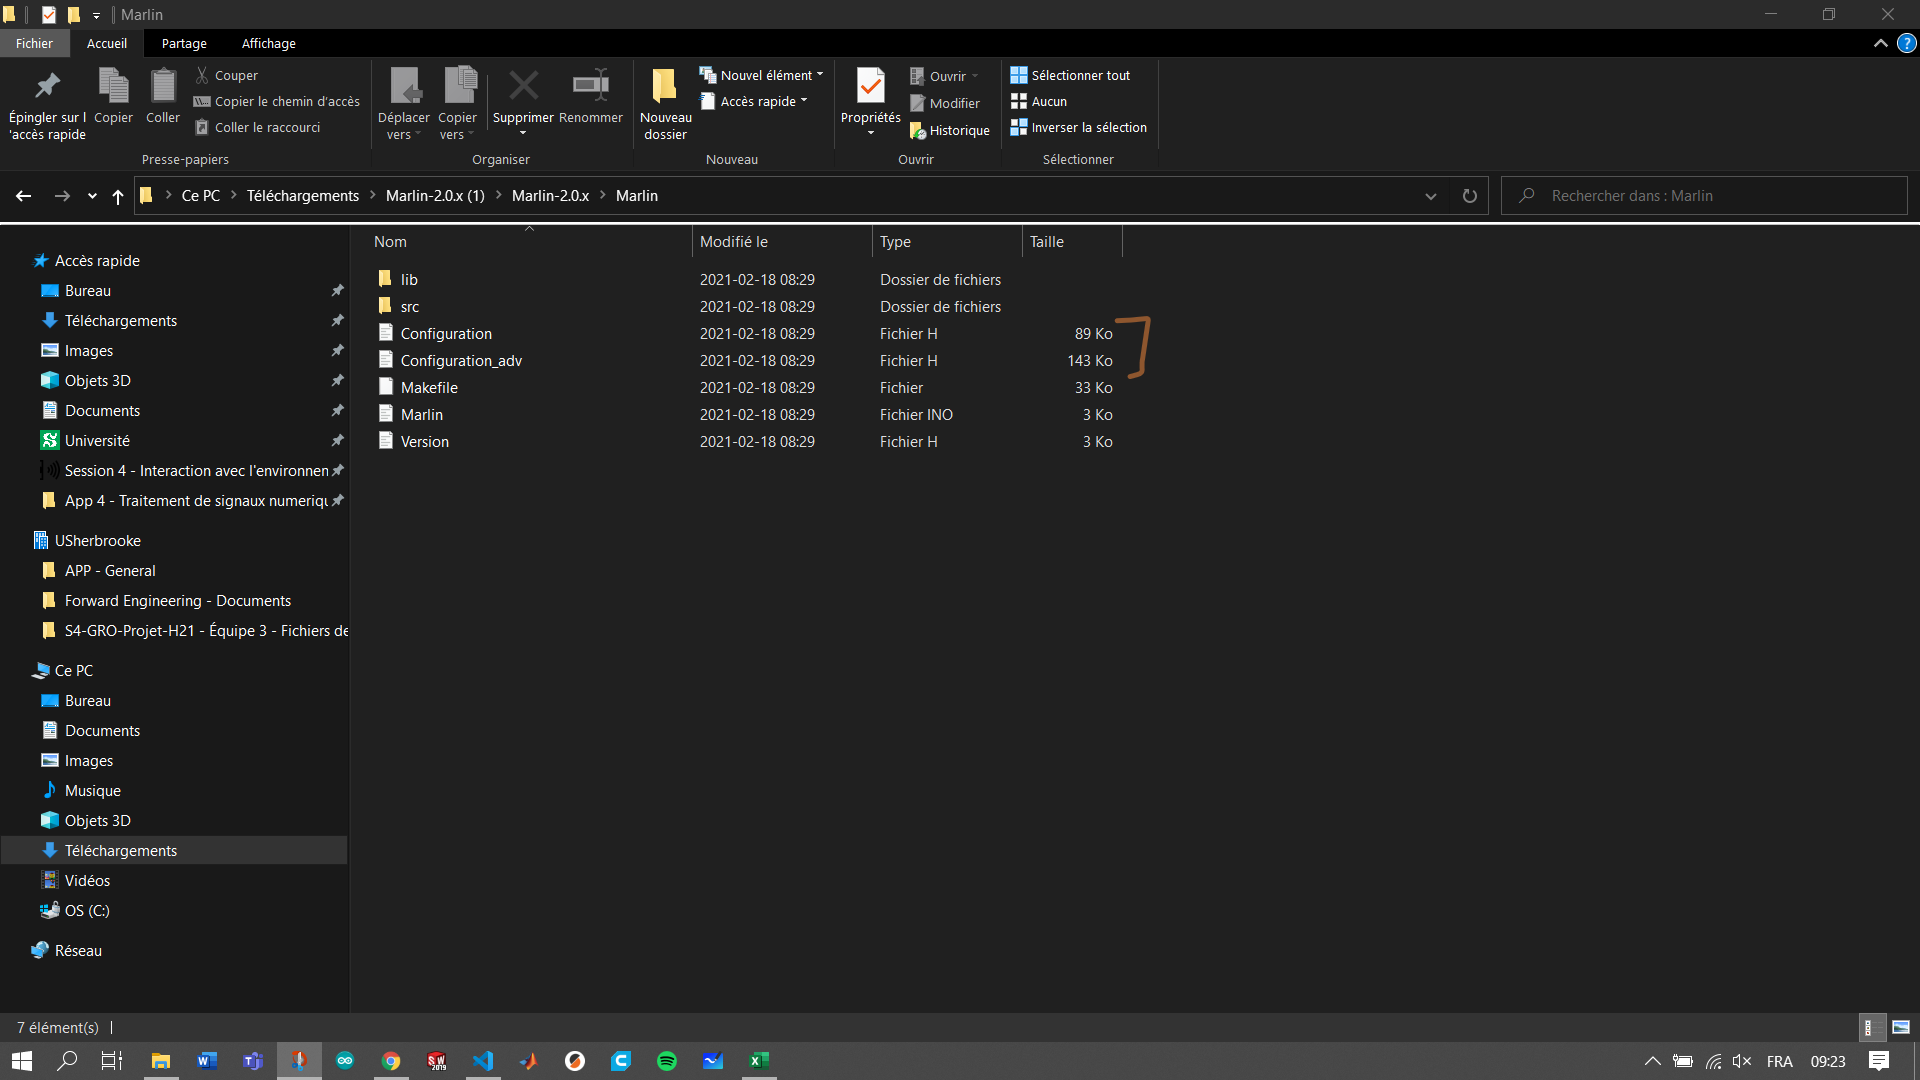 Marlin
Fichier Accueil Partage Affichage
Épingler sur l
'accès rapide
Copier
Coller
Couper
Copier le chemin d'accès
Coller le raccourci
Presse-papiers
Déplacer
vers
Copier
vers
Supprimer
Renommer
Organiser
Nouveau
dossier
Nouvel élément
Accès rapide
Nouveau
Propriétés
Ouvrir
Modifier
Historique
Ouvrir
Sélectionner tout
Aucun
Inverser la sélection
Sélectionner
Ce PC > Téléchargements > Marlin-2.0.x (1) > Marlin-2.0.x > Marlin
Rechercher dans : Marlin
Accès rapide
Bureau
Téléchargements
Images
Objets 3D
Documents
Université
Session 4 - Interaction avec l'environnen
App 4 - Traitement de signaux numeriqu
USherbrooke
APP - General
Forward Engineering - Documents
S4-GRO-Projet-H21 - Équipe 3 - Fichiers de
Ce PC
Bureau
Documents
Images
Musique
Objets 3D
Téléchargements
Vidéos
OS (C:)
Réseau
Nom Modifié le Type Taille
lib 2021-02-18 08:29 Dossier de fichiers
src 2021-02-18 08:29 Dossier de fichiers
Configuration 2021-02-18 08:29 Fichier H 89 Ko
Configuration_adv 2021-02-18 08:29 Fichier H 143 Ko
Makefile 2021-02-18 08:29 Fichier 33 Ko
Marlin 2021-02-18 08:29 Fichier INO 3 Ko
Version 2021-02-18 08:29 Fichier H 3 Ko
7 élément(s)
FRA 09:23